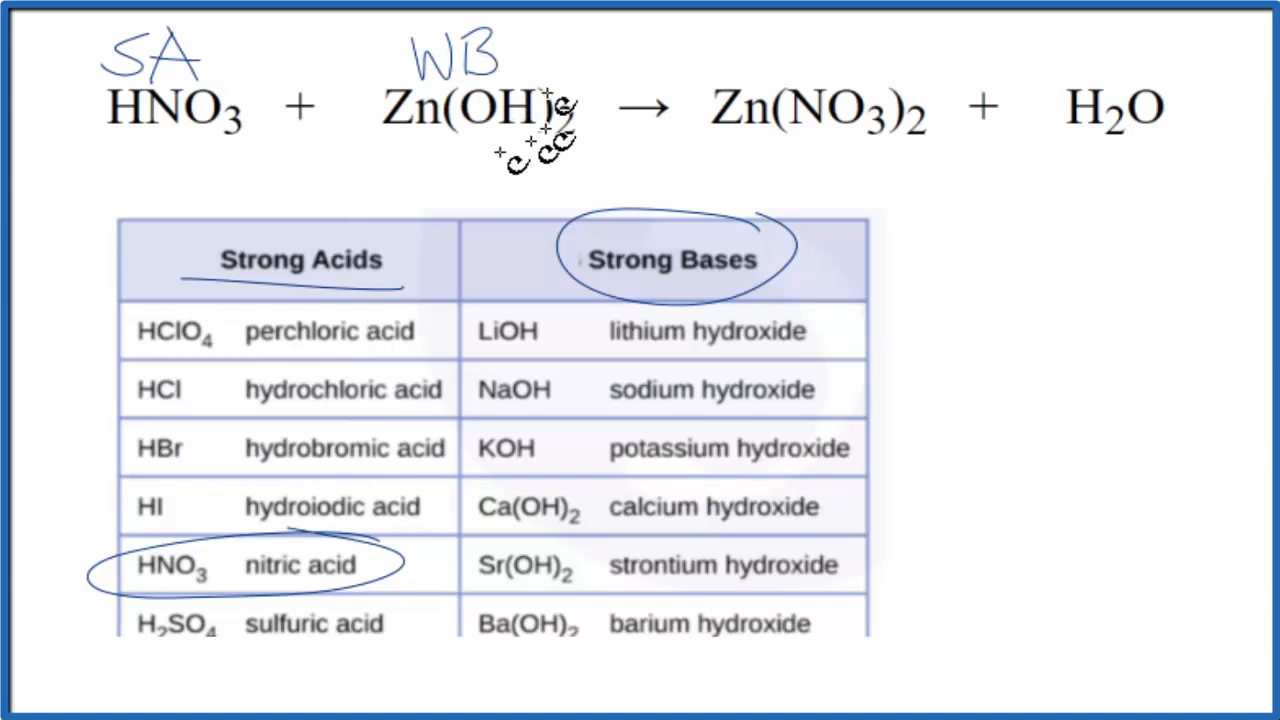 SA WB
HNO₃ + Zn(OH)₂ → Zn(NO₃)₂ + H₂O
Strong Acids Strong Bases
HClO₄ perchloric acid LiOH lithium hydroxide
HCl hydrochloric acid NaOH sodium hydroxide
HBr hydrobromic acid KOH potassium hydroxide
HI hydroiodic acid Ca(OH)₂ calcium hydroxide
HNO₃ nitric acid Sr(OH)₂ strontium hydroxide
H₂SO₄ sulfuric acid Ba(OH)₂ barium hydroxide